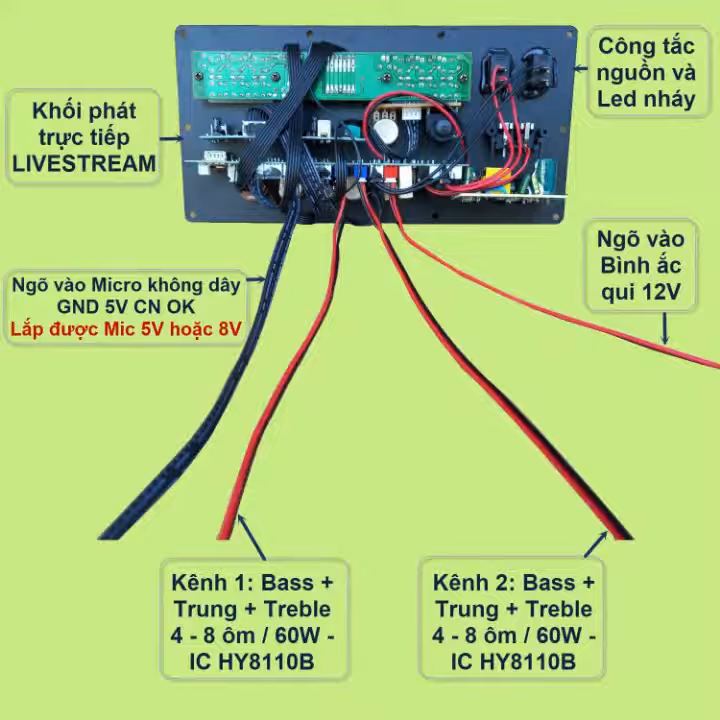 Khối phát
trực tiếp
LIVESTREAM
Công tắc
nguồn và
Led nháy
Ngõ vào Micro không dây
GND 5V CN OK
Lắp được Mic 5V hoặc 8V
Ngõ vào
Bình ắc
qui 12V
Kênh 1: Bass +
Trung + Treble
4 - 8 ôm / 60W -
IC HY8110B
Kênh 2: Bass +
Trung + Treble
4 - 8 ôm / 60W -
IC HY8110B